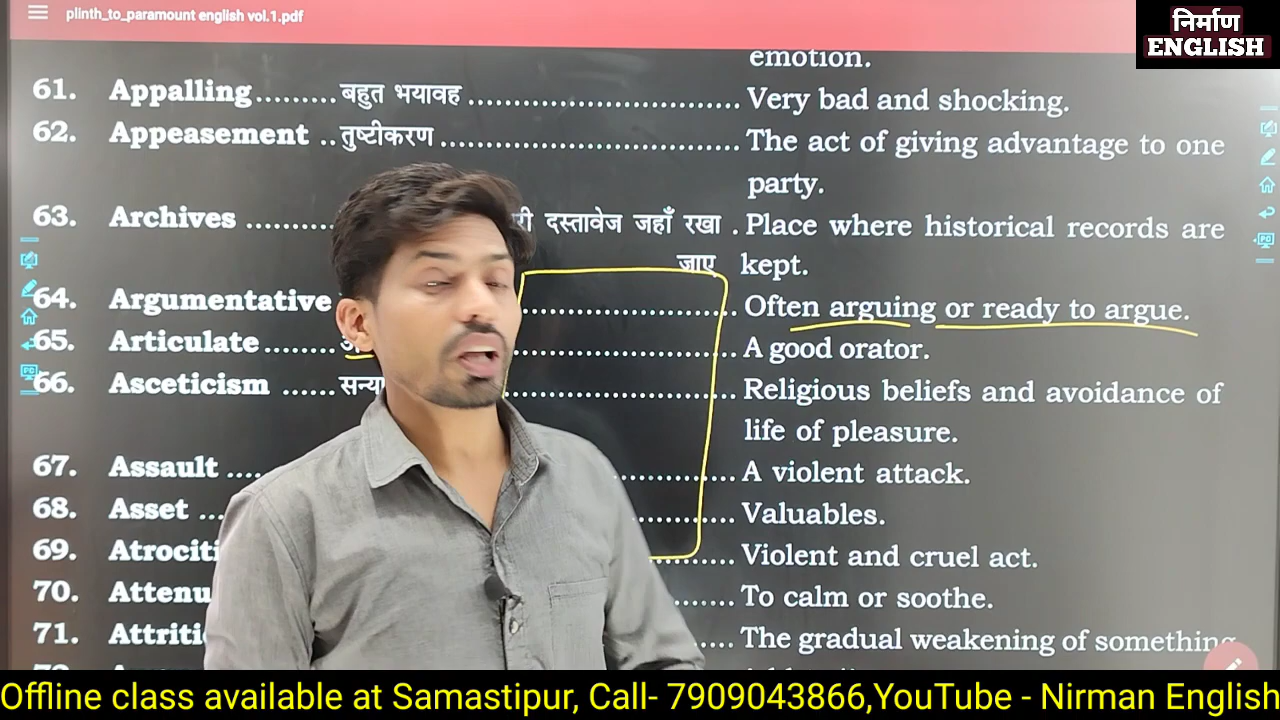 plinth_to_paramount english vol.1.pdf
निर्माण
ENGLISH
emotion.
61. Appalling.........बहुत भयावह................................Very bad and shocking.
62. Appeasement ..तुष्टीकरण...................................The act of giving advantage to one
party.
63. Archives .......... दस्तावेज जहाँ रखा .Place where historical records are
जाए kept.
64. Argumentative ......................Often arguing or ready to argue.
65. Articulate........ ......................A good orator.
66. Asceticism ...... .......................Religious beliefs and avoidance of
life of pleasure.
67. Assault .... ............A violent attack.
68. Asset ... ..........Valuables.
69. ........Violent and cruel act.
70. ......To calm or soothe.
71. .....The gradual weakening of something
Offline class available at Samastipur, Call- 7909043866,YouTube - Nirman English